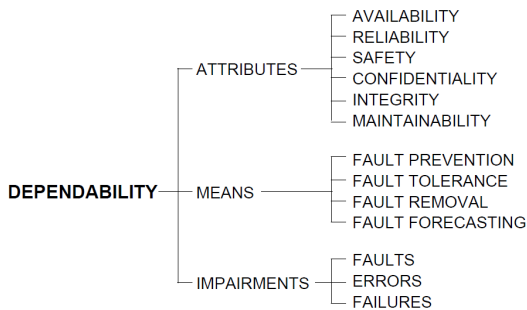 AVAILABILITY
RELIABILITY
SAFETY
ATTRIBUTES
CONFIDENTIALITY
INTEGRITY
MAINTAINABILITY
FAULT PREVENTION
FAULT TOLERANCE
DEPENDABILITY
MEANS
FAULT REMOVAL
FAULT FORECASTING
FAULTS
IMPAIRMENTS
ERRORS
FAILURES